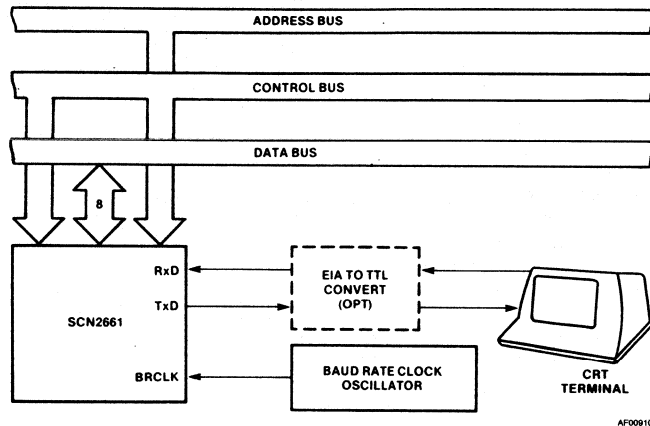 ADDRESS BUS
CONTROL BUS
DATA BUS
8
RxD
TxD
SCN2661
BRCLK
EIA TO TTL
CONVERT
(OPT)
BAUD RATE CLOCK
OSCILLATOR
CRT
TERMINAL
AF00910